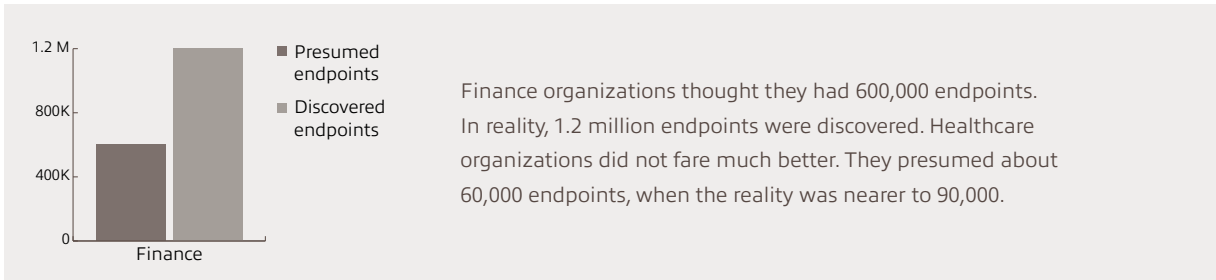 1.2 M
800K
400K
0
Finance
Presumed
endpoints
Discovered
endpoints
Finance organizations thought they had 600,000 endpoints.
In reality, 1.2 million endpoints were discovered. Healthcare
organizations did not fare much better. They presumed about
60,000 endpoints, when the reality was nearer to 90,000.